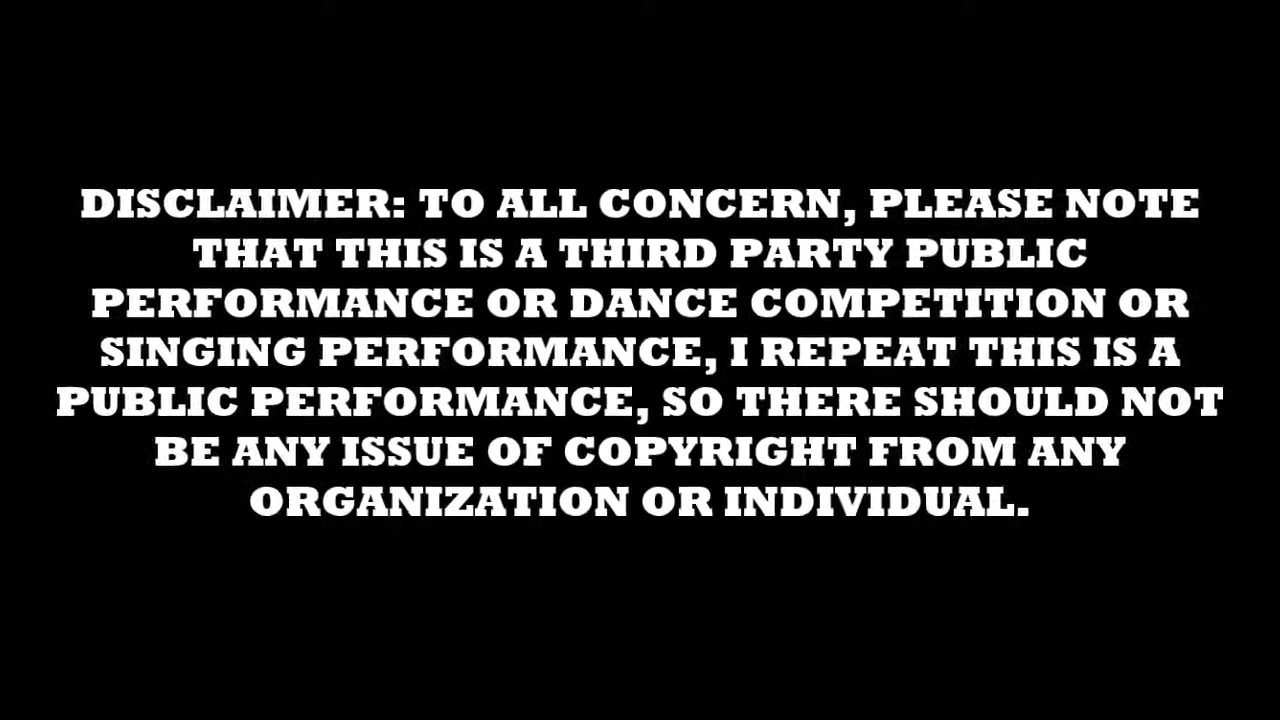 DISCLAIMER: TO ALL CONCERN, PLEASE NOTE
THAT THIS IS A THIRD PARTY PUBLIC
PERFORMANCE OR DANCE COMPETITION OR
SINGING PERFORMANCE, I REPEAT THIS IS A
PUBLIC PERFORMANCE, SO THERE SHOULD NOT
BE ANY ISSUE OF COPYRIGHT FROM ANY
ORGANIZATION OR INDIVIDUAL.